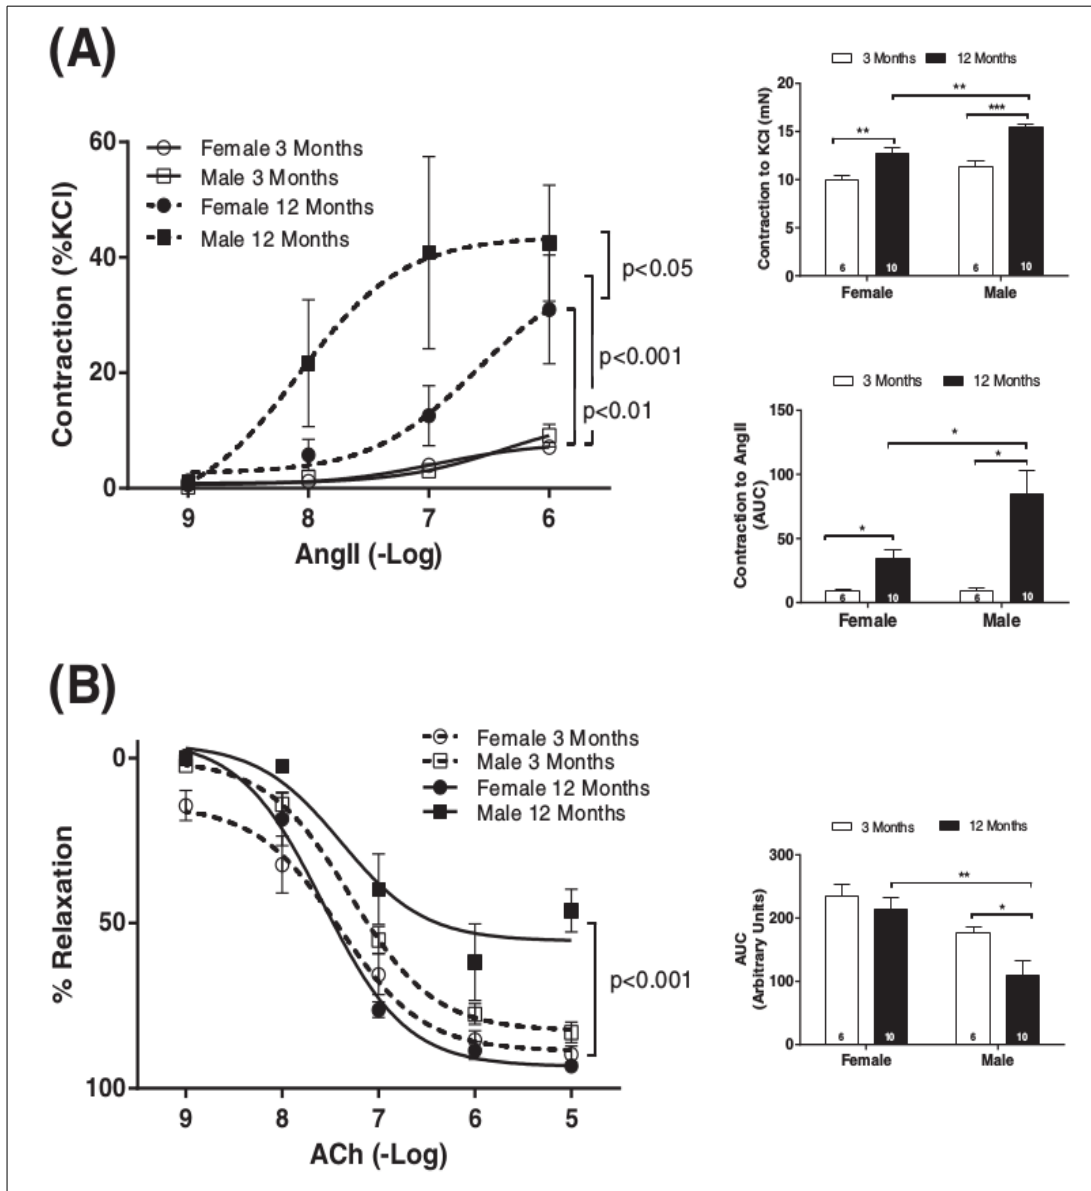 (A)
60
40
20
0
Contraction (%KCl)
Female 3 Months
Male 3 Months
Female 12 Months
Male 12 Months
p<0.05
p<0.001
p<0.01
9 8 7 6
AngII (-Log)
3 Months 12 Months
20
15
10
5
0
Contraction to KCl (mN)
**
**
***
6 10 6 10
Female Male
3 Months 12 Months
150
100
50
0
Contraction to AngII
(AUC)
*
*
*
6 10 6 10
Female Male
(B)
0
50
100
% Relaxation
Female 3 Months
Male 3 Months
Female 12 Months
Male 12 Months
p<0.001
9 8 7 6 5
ACh (-Log)
3 Months 12 Months
300
200
100
0
AUC
(Arbitrary Units)
**
*
6 10 6 10
Female Male